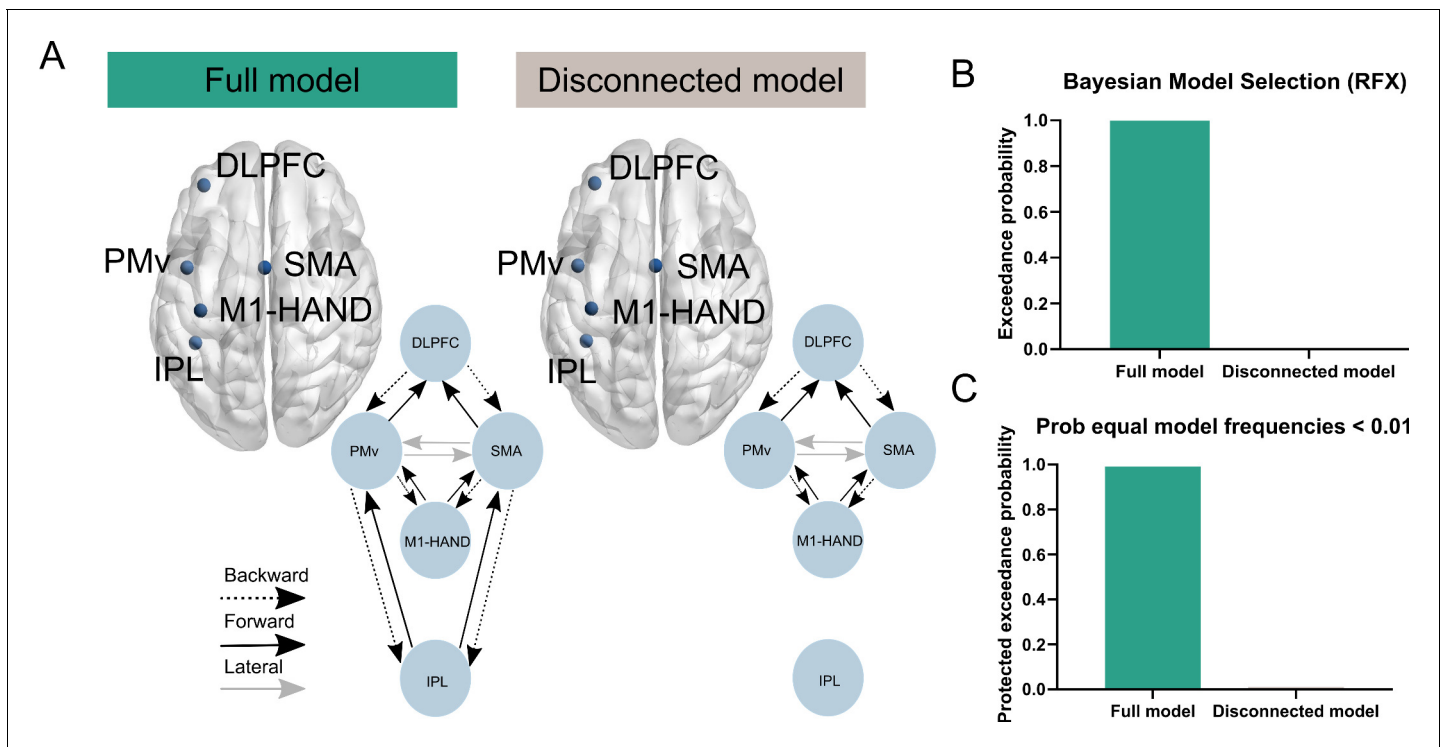 A
Full model
Disconnected model
DLPFC
PMv
SMA
M1-HAND
IPL
DLPFC
PMv
SMA
M1-HAND
IPL
DLPFC
PMv
SMA
M1-HAND
IPL
DLPFC
PMv
SMA
M1-HAND
IPL
Backward
Forward
Lateral
B
Bayesian Model Selection (RFX)
Exceedance probability
1.0
0.8
0.6
0.4
0.2
0.0
Full model
Disconnected model
C
Prob equal model frequencies < 0.01
Protected exceedance probability
1.0
0.8
0.6
0.4
0.2
0.0
Full model
Disconnected model